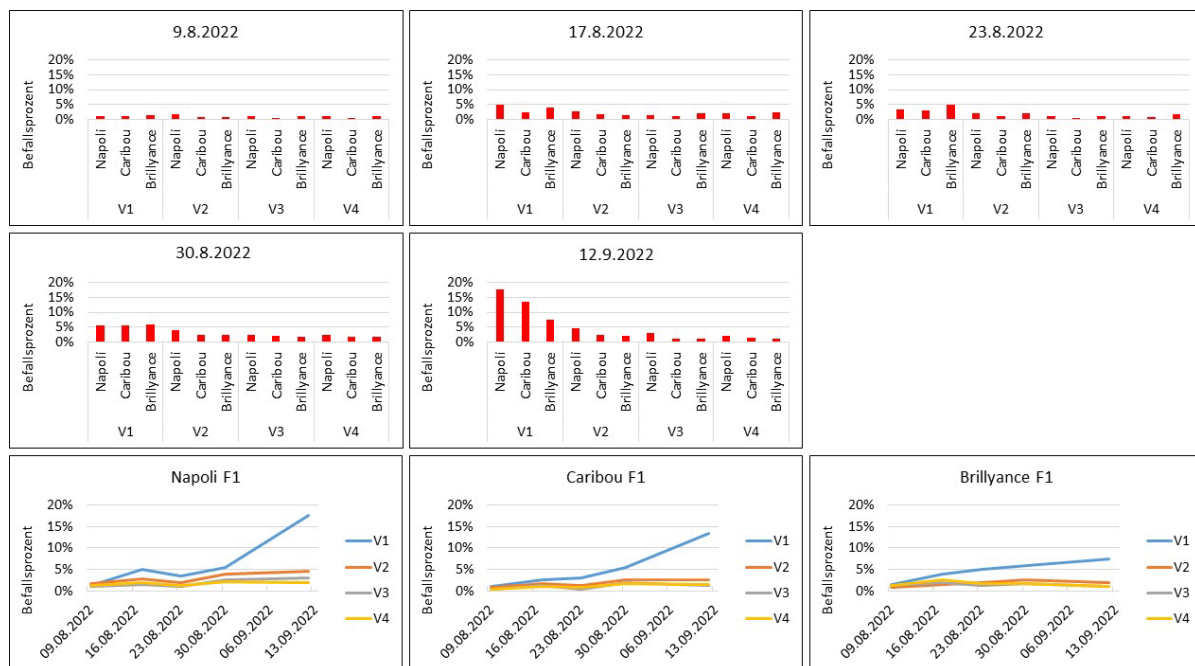 9.8.2022
20%
15%
10%
5%
0%
Befallsprozent
Napoli Caribou Brillyance Napoli Caribou Brillyance Napoli Caribou Brillyance Napoli Caribou Brillyance
V1 V2 V3 V4
17.8.2022
20%
15%
10%
5%
0%
Befallsprozent
Napoli Caribou Brillyance Napoli Caribou Brillyance Napoli Caribou Brillyance Napoli Caribou Brillyance
V1 V2 V3 V4
23.8.2022
20%
15%
10%
5%
0%
Befallsprozent
Napoli Caribou Brillyance Napoli Caribou Brillyance Napoli Caribou Brillyance Napoli Caribou Brillyance
V1 V2 V3 V4
30.8.2022
20%
15%
10%
5%
0%
Befallsprozent
Napoli Caribou Brillyance Napoli Caribou Brillyance Napoli Caribou Brillyance Napoli Caribou Brillyance
V1 V2 V3 V4
12.9.2022
20%
15%
10%
5%
0%
Befallsprozent
Napoli Caribou Brillyance Napoli Caribou Brillyance Napoli Caribou Brillyance Napoli Caribou Brillyance
V1 V2 V3 V4
Napoli F1
20%
15%
10%
5%
0%
Befallsprozent
09.08.2022 16.08.2022 23.08.2022 30.08.2022 06.09.2022 13.09.2022
V1
V2
V3
V4
Caribou F1
20%
15%
10%
5%
0%
Befallsprozent
09.08.2022 16.08.2022 23.08.2022 30.08.2022 06.09.2022 13.09.2022
V1
V2
V3
V4
Brillyance F1
20%
15%
10%
5%
0%
Befallsprozent
09.08.2022 16.08.2022 23.08.2022 30.08.2022 06.09.2022 13.09.2022
V1
V2
V3
V4